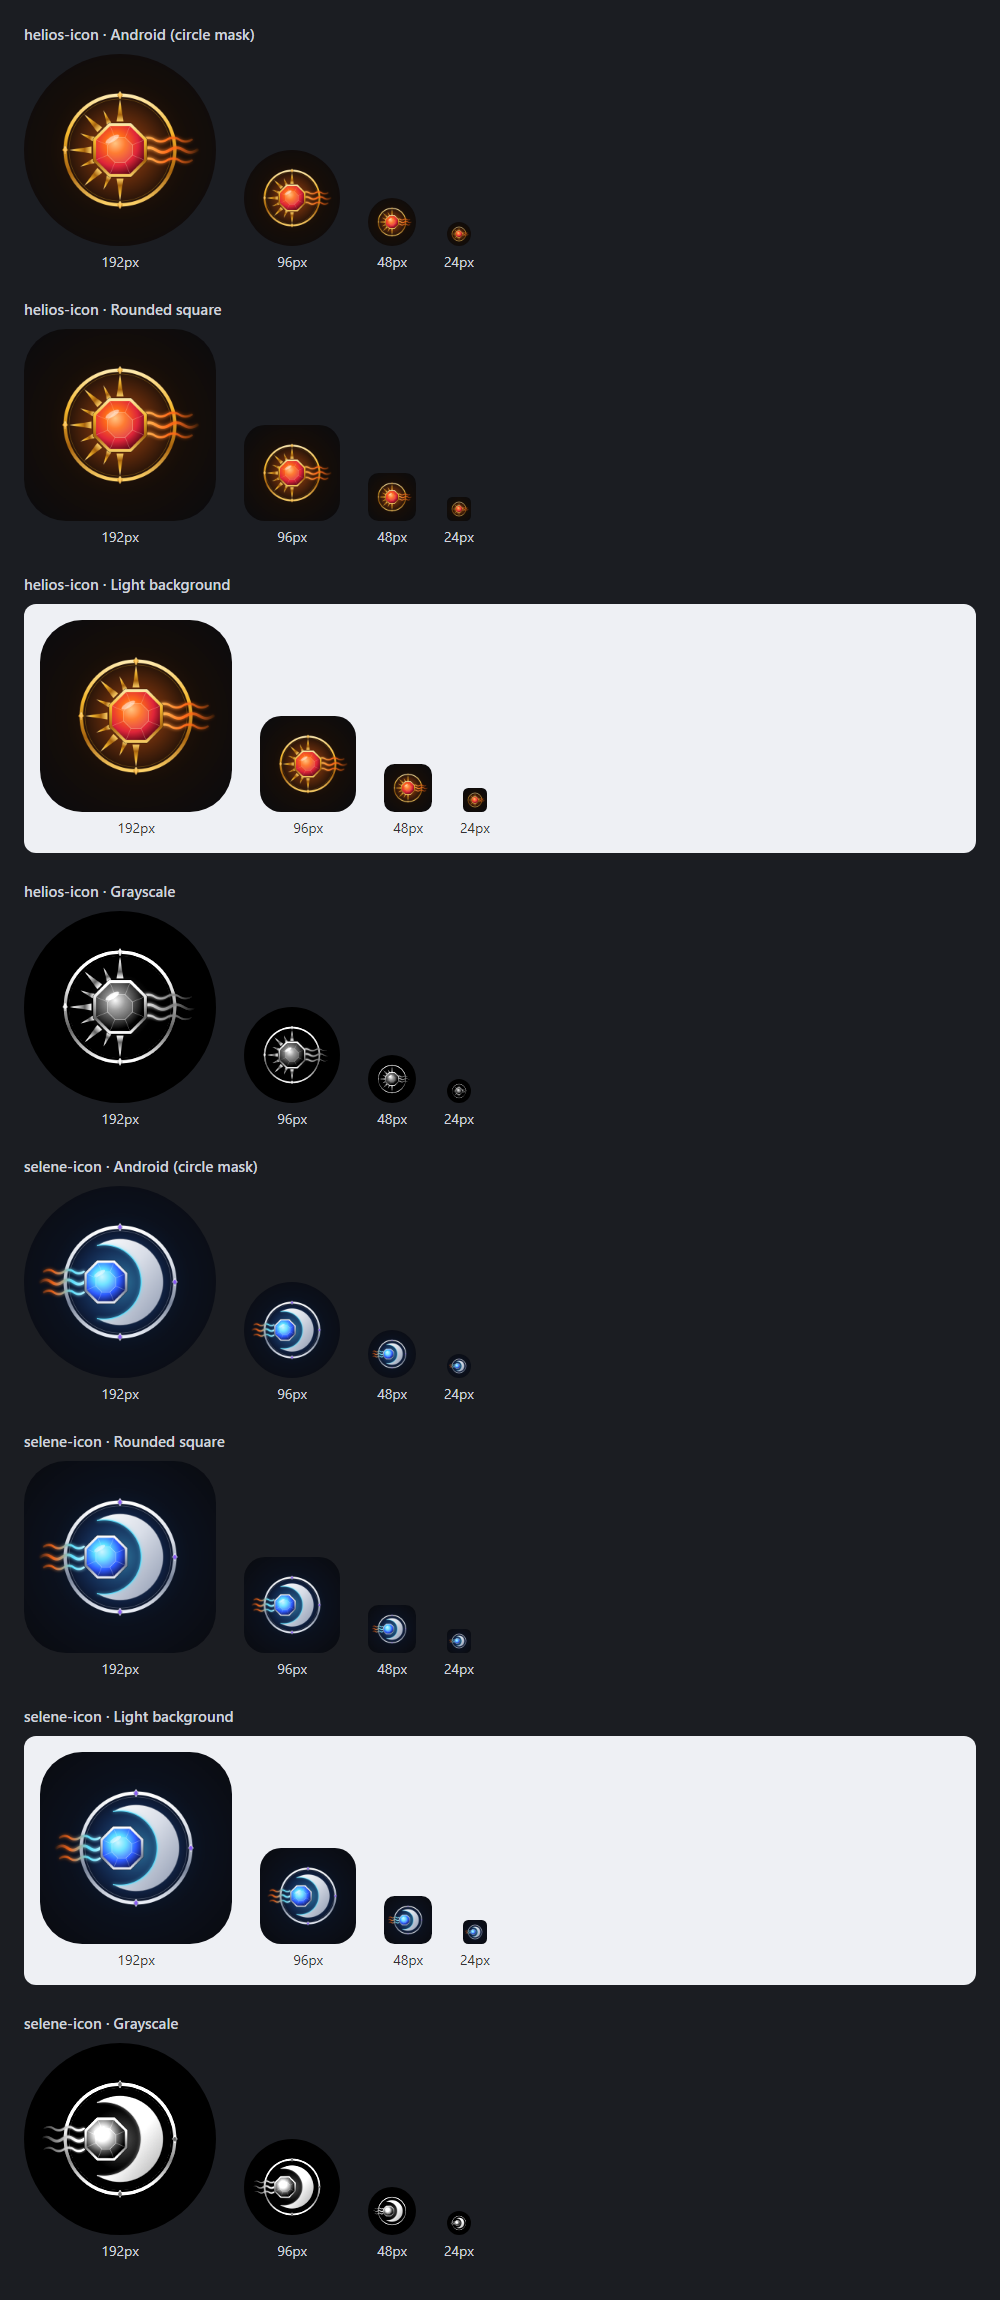 helios-icon · Android (circle mask)
192px 96px 48px 24px
helios-icon · Rounded square
192px 96px 48px 24px
helios-icon · Light background
192px 96px 48px 24px
helios-icon · Grayscale
192px 96px 48px 24px
selene-icon · Android (circle mask)
192px 96px 48px 24px
selene-icon · Rounded square
192px 96px 48px 24px
selene-icon · Light background
192px 96px 48px 24px
selene-icon · Grayscale
192px 96px 48px 24px